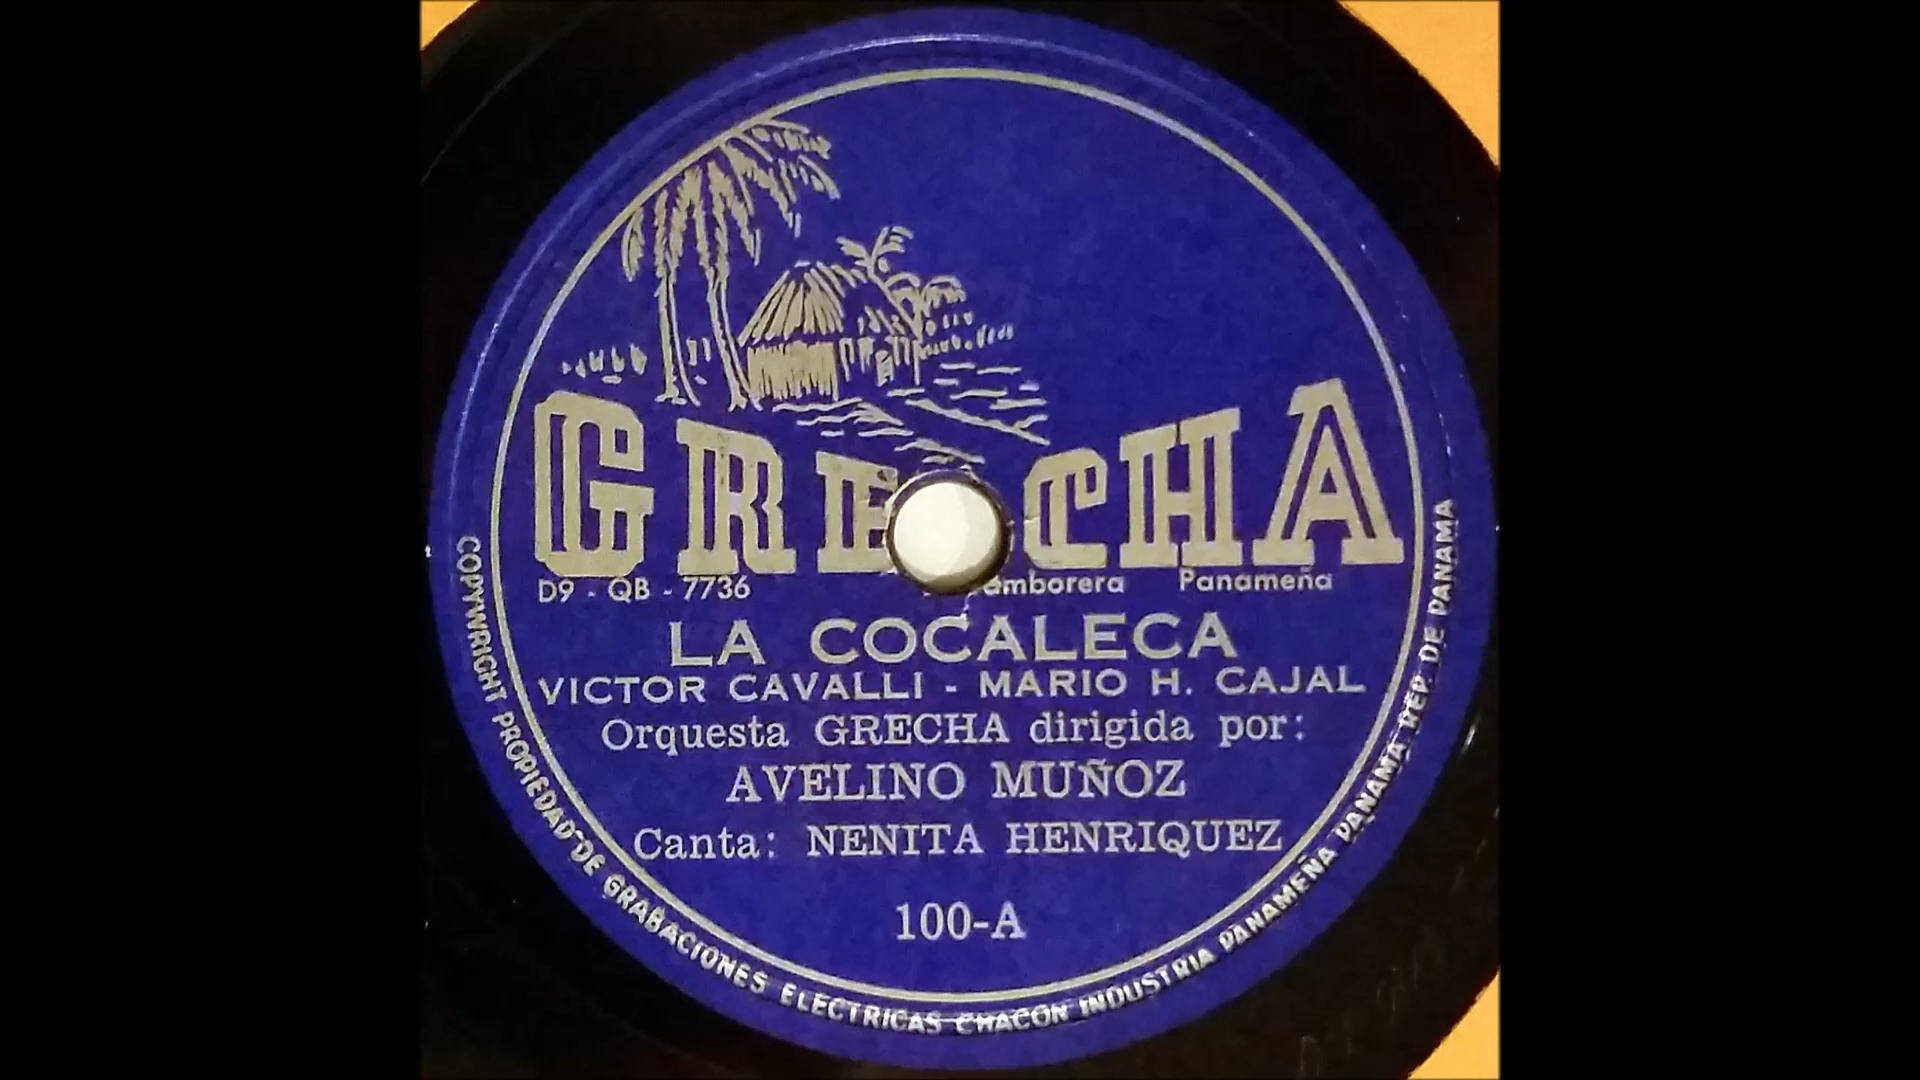 GRECHA
D9 - QB - 7736
Panameña
LA COCALECA
VICTOR CAVALLI - MARIO H. CAJAL
Orquesta GRECHA dirigida por:
AVELINO MUÑOZ
Canta: NENITA HENRIQUEZ
100-A
COPYWRIGHT PROPIEDAD DE GRABACIONES ELECTRICAS CHACON INDUSTRIA PANAMEÑA PANAMA REP. DE PANAMA